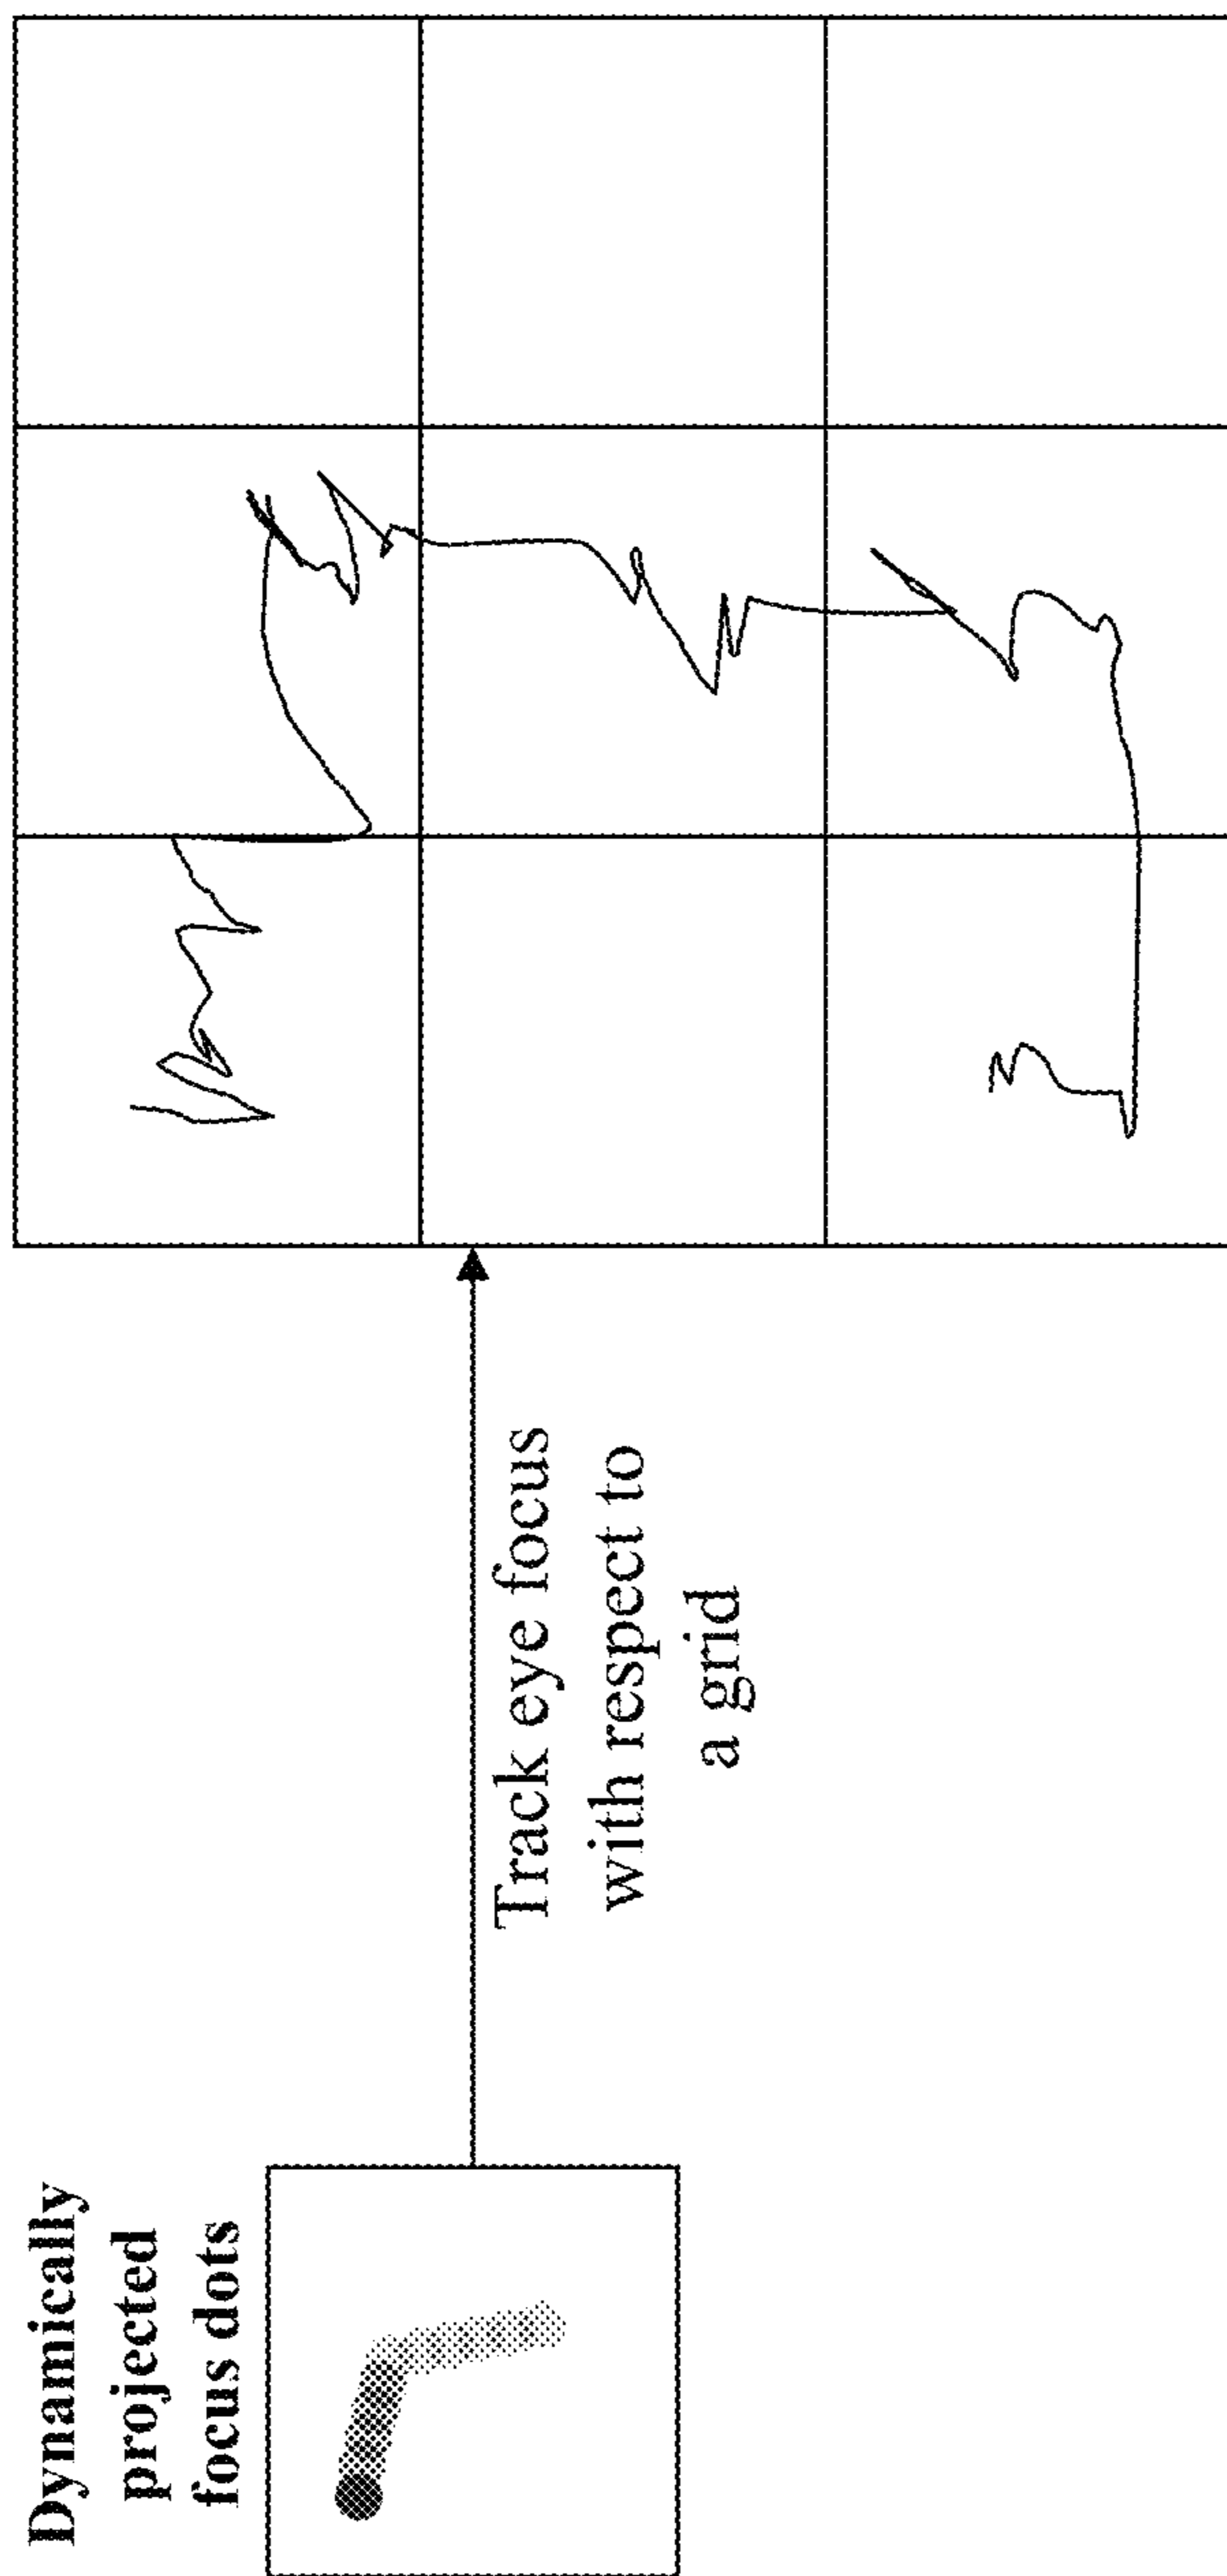 Dynamically
projected
focus dots
Track eye focus
with respect to
a grid